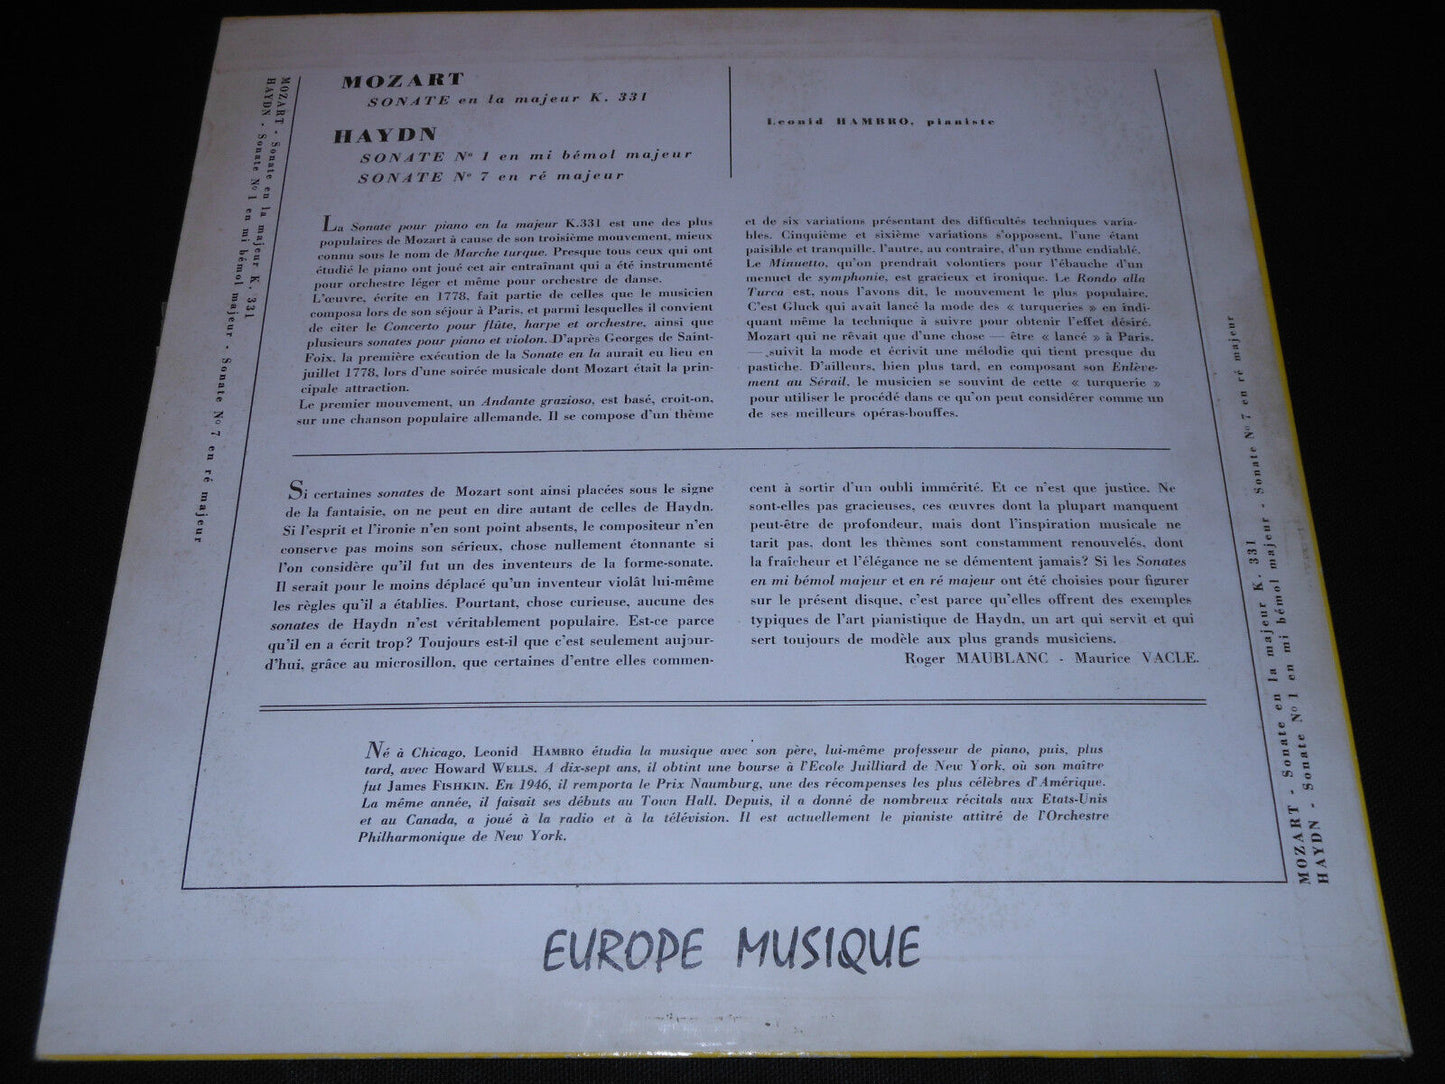 MOZART
SONATE en la majeur K. 331
HAYDN
SONATE Nº 1 en mi bémol majeur
SONATE Nº 7 en ré majeur
Leonid HAMBRO, pianiste
La Sonate pour piano en la majeur K.331 est une des plus
populaires de Mozart à cause de son troisième mouvement, mieux
connu sous le nom de Marche turque. Presque tous ceux qui ont
étudié le piano ont joué cet air entraînant qui a été instrumenté
pour orchestre léger et même pour orchestre de danse.
L'œuvre, écrite en 1778, fait partie de celles que le musicien
composa lors de son séjour à Paris, et parmi lesquelles il convient
de citer le Concerto pour flûte, harpe et orchestre, ainsi que
plusieurs sonates pour piano et violon. D'après Georges de Saint-
Foix, la première exécution de la Sonate en la aurait eu lieu en
juillet 1778, lors d'une soirée musicale dont Mozart était la prin-
cipale attraction.
Le premier mouvement, un Andante grazioso, est basé, croit-on,
sur une chanson populaire allemande. Il se compose d'un thème
et de six variations présentant des difficultés techniques varia-
bles. Cinquième et sixième variations s'opposent, l'une étant
paisible et tranquille, l'autre, au contraire, d'un rythme endiablé.
Le Minuetto, qu'on prendrait volontiers pour l'ébauche d'un
menuet de symphonie, est gracieux et ironique. Le Rondo alla
Turca est, nous l'avons dit, le mouvement le plus populaire.
C'est Gluck qui avait lancé la mode des « turqueries » en indi-
quant même la technique à suivre pour obtenir l'effet désiré.
Mozart qui ne rêvait que d'une chose — être « lancé » à Paris,
— suivit la mode et écrivit une mélodie qui tient presque du
pastiche. D'ailleurs, bien plus tard, en composant son Enlève-
ment au Sérail, le musicien se souvint de cette « turquerie »
pour utiliser le procédé dans ce qu'on peut considérer comme un
de ses meilleurs opéras-bouffes.
Si certaines sonates de Mozart sont ainsi placées sous le signe
de la fantaisie, on ne peut en dire autant de celles de Haydn.
Si l'esprit et l'ironie n'en sont point absents, le compositeur n'en
conserve pas moins son sérieux, chose nullement étonnante si
l'on considère qu'il fut un des inventeurs de la forme-sonate.
Il serait pour le moins déplacé qu'un inventeur violât lui-même
les règles qu'il a établies. Pourtant, chose curieuse, aucune des
sonates de Haydn n'est véritablement populaire. Est-ce parce
qu'il en a écrit trop? Toujours est-il que c'est seulement aujour-
d'hui, grâce au microsillon, que certaines d'entre elles commen-
cent à sortir d'un oubli immérité. Et ce n'est que justice. Ne
sont-elles pas gracieuses, ces œuvres dont la plupart manquent
peut-être de profondeur, mais dont l'inspiration musicale ne
tarit pas, dont les thèmes sont constamment renouvelés, dont
la fraîcheur et l'élégance ne se démentent jamais? Si les Sonates
en mi bémol majeur et en ré majeur ont été choisies pour figurer
sur le présent disque, c'est parce qu'elles offrent des exemples
typiques de l'art pianistique de Haydn, un art qui servit et qui
sert toujours de modèle aux plus grands musiciens.
Roger MAUBLANC - Maurice VACLE.
Né à Chicago, Leonid HAMBRO étudia la musique avec son père, lui-même professeur de piano, puis, plus
tard, avec Howard WELLS. A dix-sept ans, il obtint une bourse à l'Ecole Juilliard de New York, où son maître
fut James FISHKIN. En 1946, il remporta le Prix Naumburg, une des récompenses les plus célèbres d'Amérique.
La même année, il faisait ses débuts au Town Hall. Depuis, il a donné de nombreux récitals aux Etats-Unis
et au Canada, a joué à la radio et à la télévision. Il est actuellement le pianiste attitré de l'Orchestre
Philharmonique de New York.
MOZART - Sonate en la majeur K. 331
HAYDN - Sonate Nº 1 en mi bémol majeur - Sonate Nº 7 en ré majeur
MOZART - Sonate en la majeur K. 331
HAYDN - Sonate Nº 1 en mi bémol majeur - Sonate Nº 7 en ré majeur
EUROPE MUSIQUE